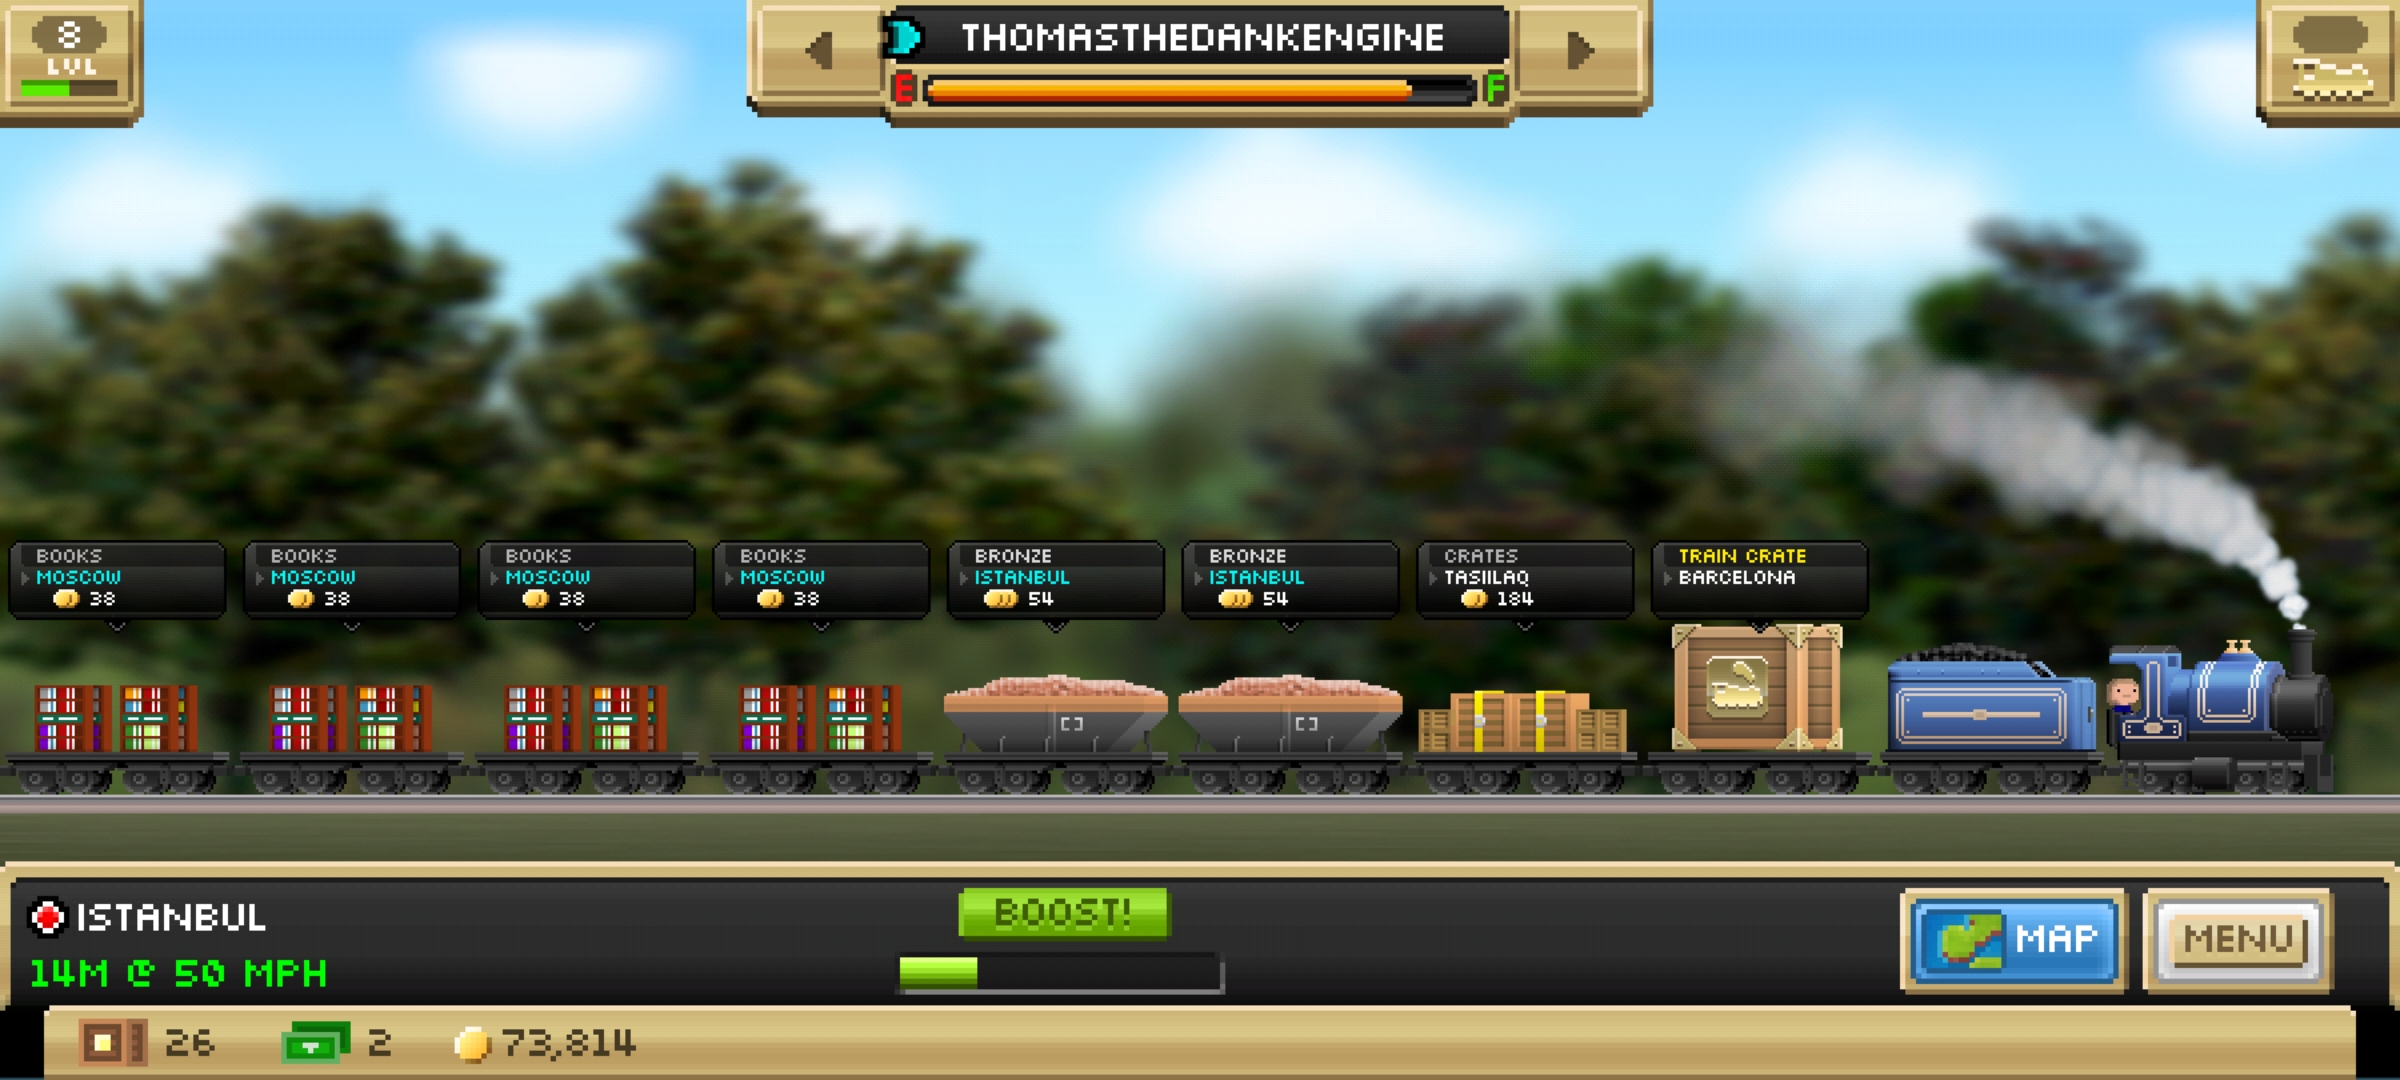 8
LVL
THOMASTHEDANKENGINE
E F
BOOKS
MOSCOW
38
BOOKS
MOSCOW
38
BOOKS
MOSCOW
38
BOOKS
MOSCOW
38
BRONZE
ISTANBUL
54
BRONZE
ISTANBUL
54
CRATES
TASIILAQ
184
TRAIN CRATE
BARCELONA
ISTANBUL
14M @ 50 MPH
BOOST!
MAP
MENU
26
2
73,814